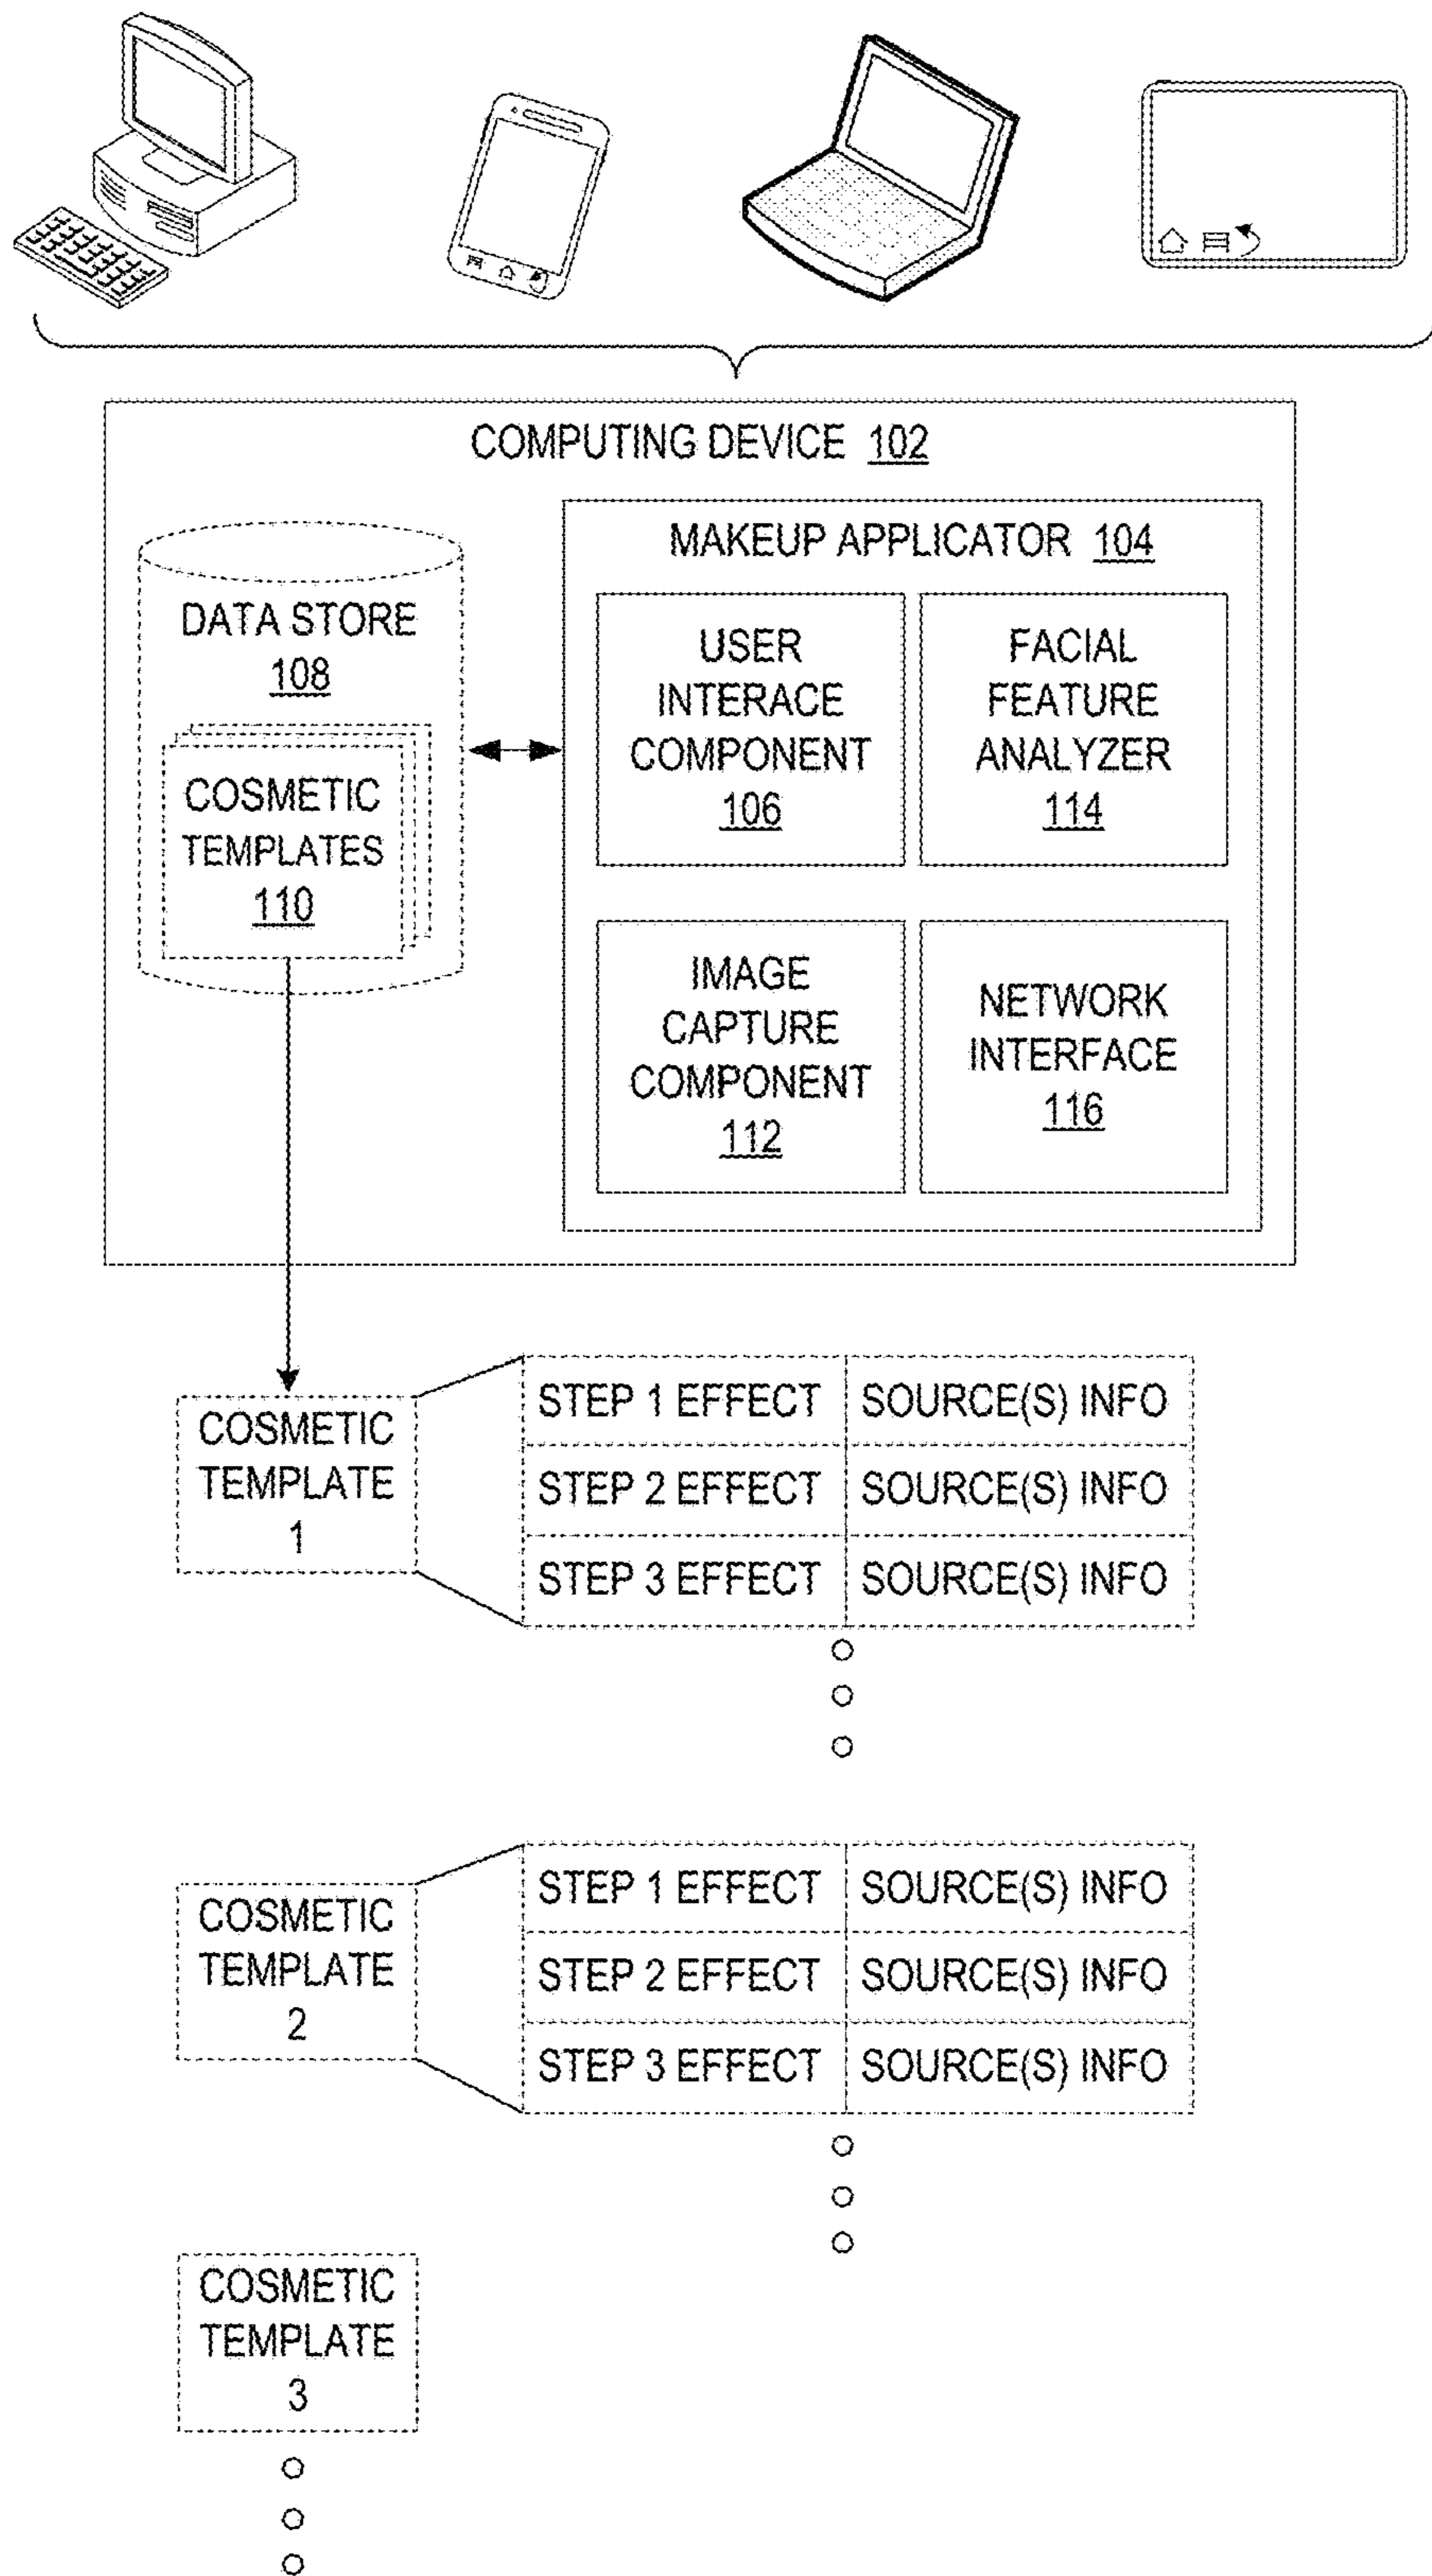 COMPUTING DEVICE 102
DATA STORE
108
COSMETIC
TEMPLATES
110
MAKEUP APPLICATOR 104
USER
INTERACE
COMPONENT
106
FACIAL
FEATURE
ANALYZER
114
IMAGE
CAPTURE
COMPONENT
112
NETWORK
INTERFACE
116
COSMETIC
TEMPLATE
1
STEP 1 EFFECT SOURCE(S) INFO
STEP 2 EFFECT SOURCE(S) INFO
STEP 3 EFFECT SOURCE(S) INFO
COSMETIC
TEMPLATE
2
STEP 1 EFFECT SOURCE(S) INFO
STEP 2 EFFECT SOURCE(S) INFO
STEP 3 EFFECT SOURCE(S) INFO
COSMETIC
TEMPLATE
3